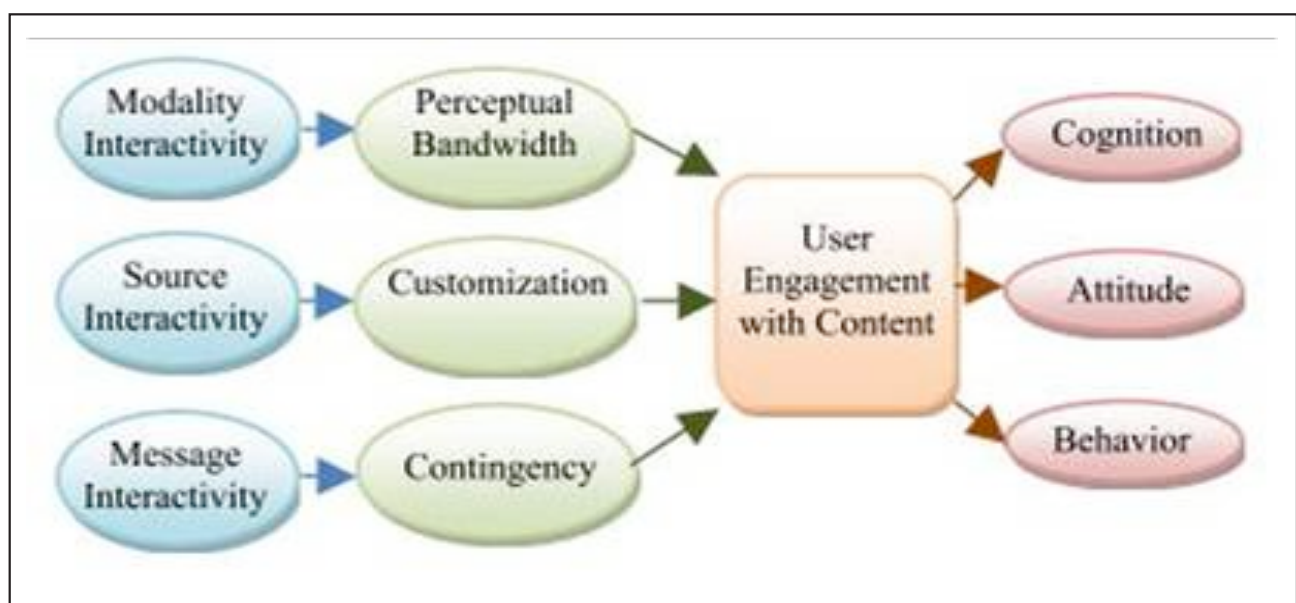 Modality
Interactivity
Perceptual
Bandwidth
Cognition
Source
Interactivity
Customization
User
Engagement
with Content
Attitude
Message
Interactivity
Contingency
Behavior